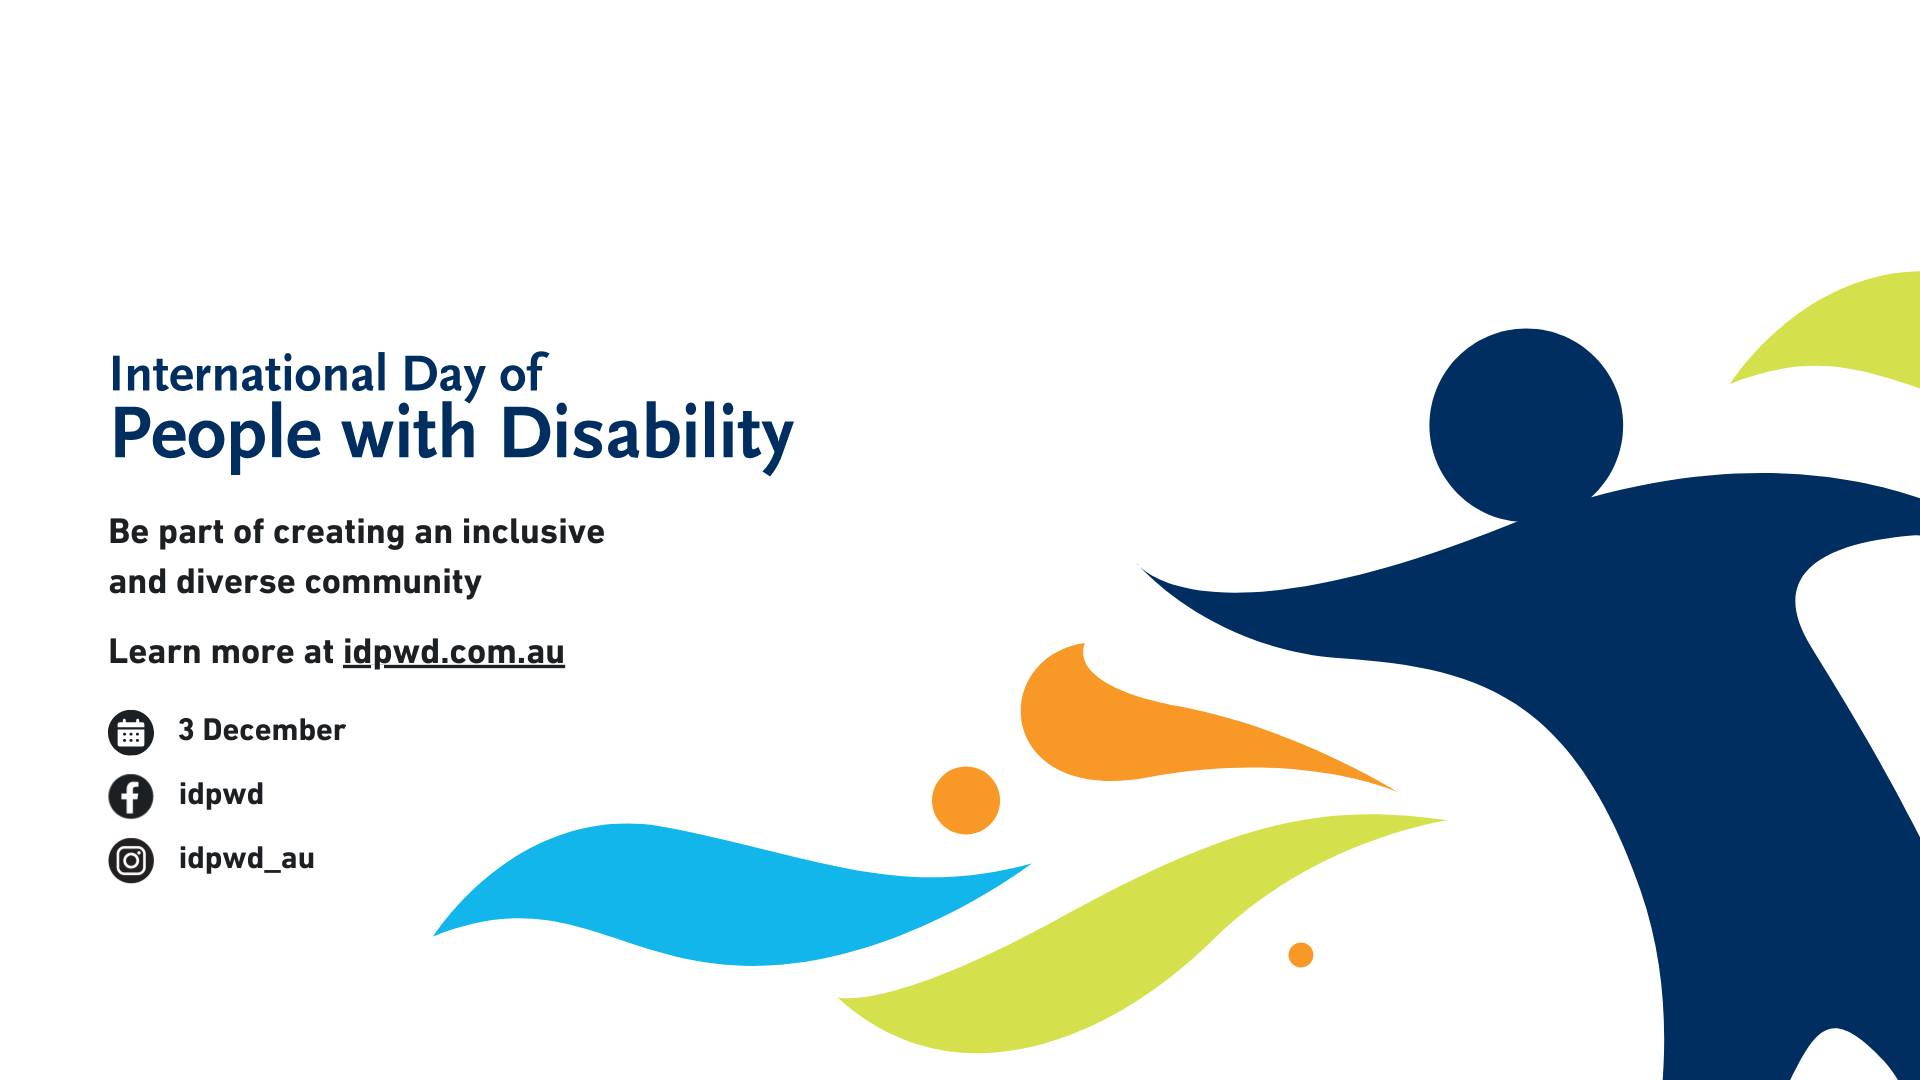 International Day of
People with Disability
Be part of creating an inclusive
and diverse community
Learn more at idpwd.com.au
3 December
idpwd
idpwd_au